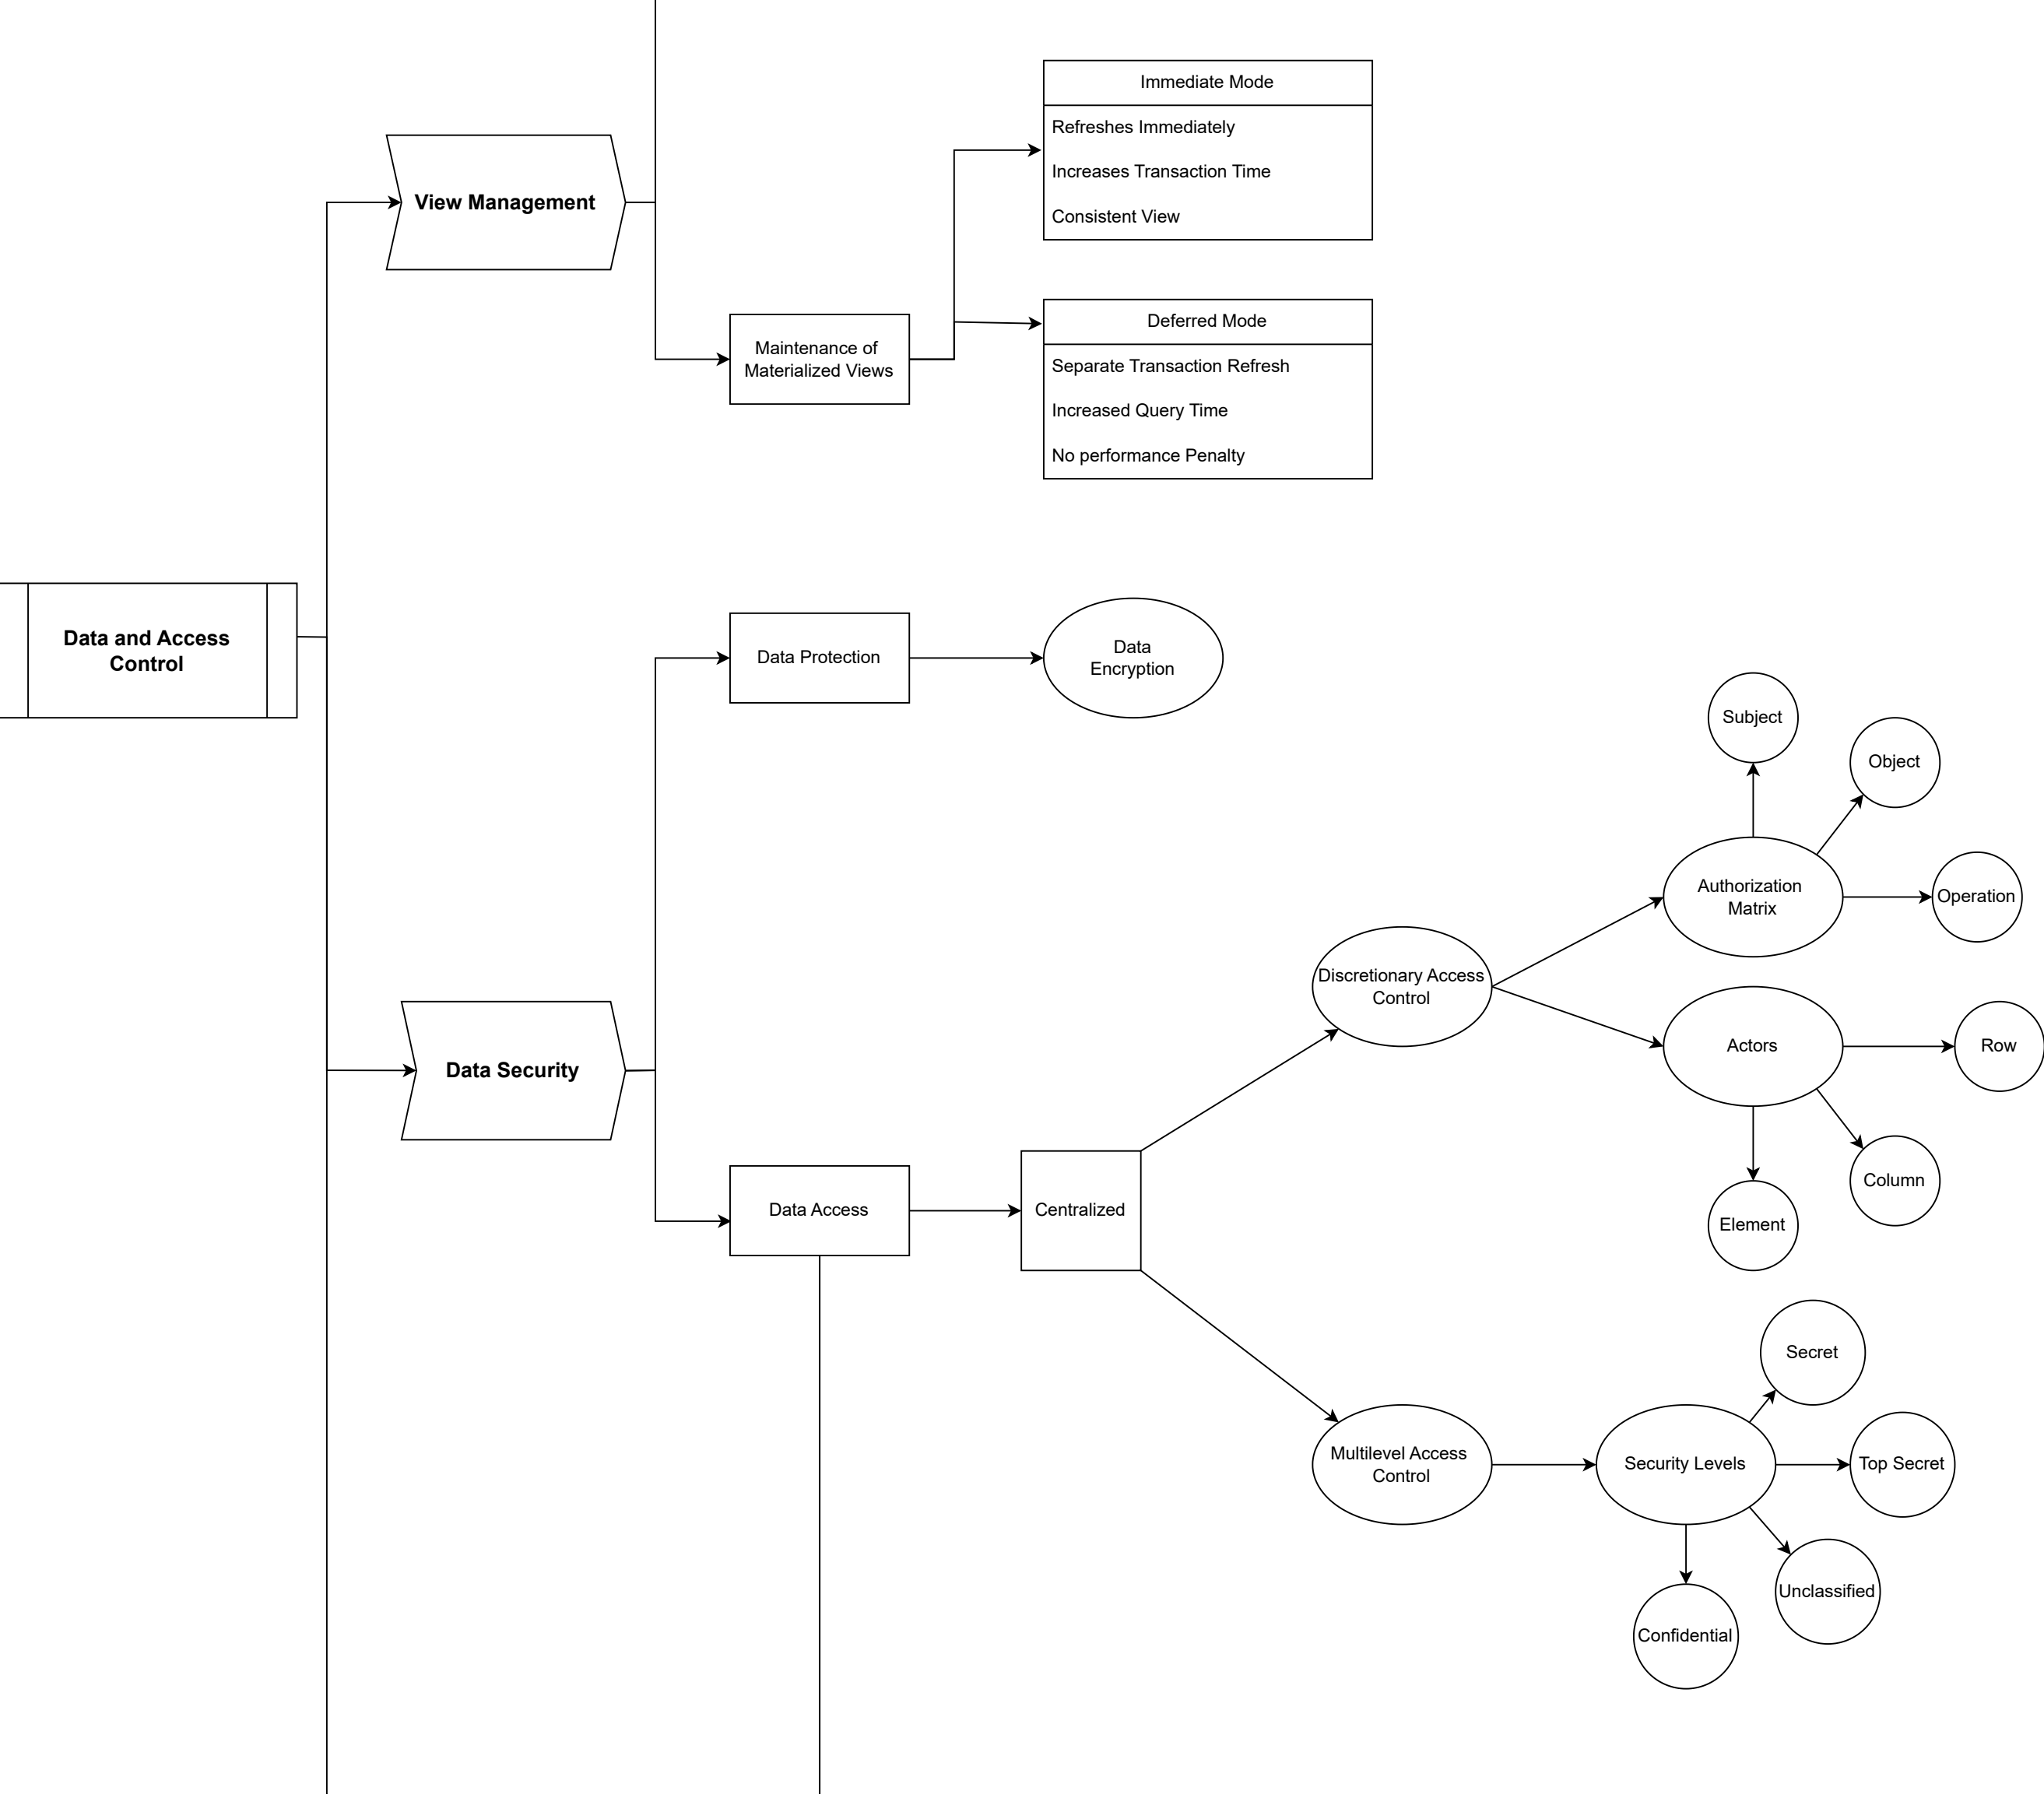 Immediate Mode
Refreshes Immediately
Increases Transaction Time
Consistent View
View Management
Deferred Mode
Separate Transaction Refresh
Increased Query Time
No performance Penalty
Maintenance of
Materialized Views
Data and Access
Control
Data Protection
Data
Encryption
Subject
Object
Authorization
Matrix
Operation
Discretionary Access
Control
Actors
Row
Data Security
Column
Element
Data Access
Centralized
Secret
Multilevel Access
Control
Security Levels
Top Secret
Unclassified
Confidential